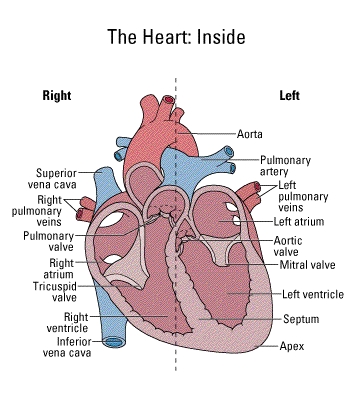 The Heart: Inside
Right
Left
Aorta
Pulmonary
artery
Superior
vena cava
Left
pulmonary
veins
Right
pulmonary
veins
Left atrium
Pulmonary
valve
Aortic
valve
Right
atrium
Mitral valve
Tricuspid
valve
Left ventricle
Right
ventricle
Septum
Inferior
vena cava
Apex